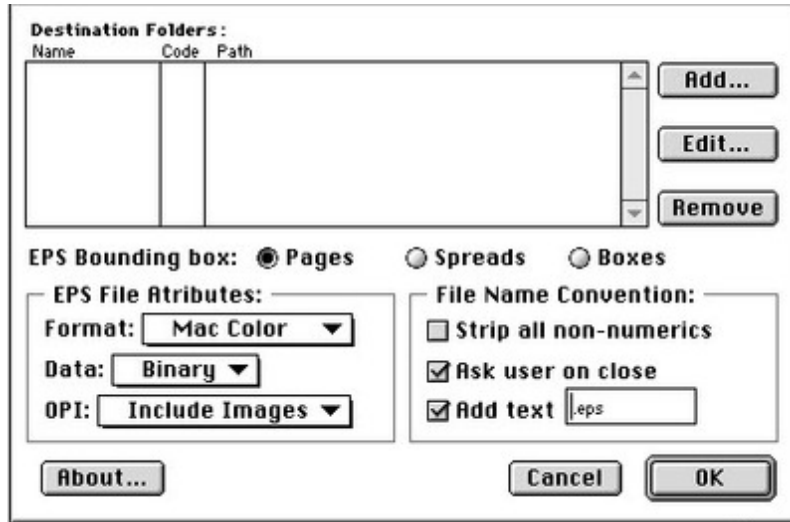 Destination Folders:
Name Code Path
Add...
Edit...
Remove
EPS Bounding box: Pages Spreads Boxes
EPS File Atributes:
Format: Mac Color
Data: Binary
OPI: Include Images
File Name Convention:
Strip all non-numerics
Ask user on close
Add text .eps
About...
Cancel
OK